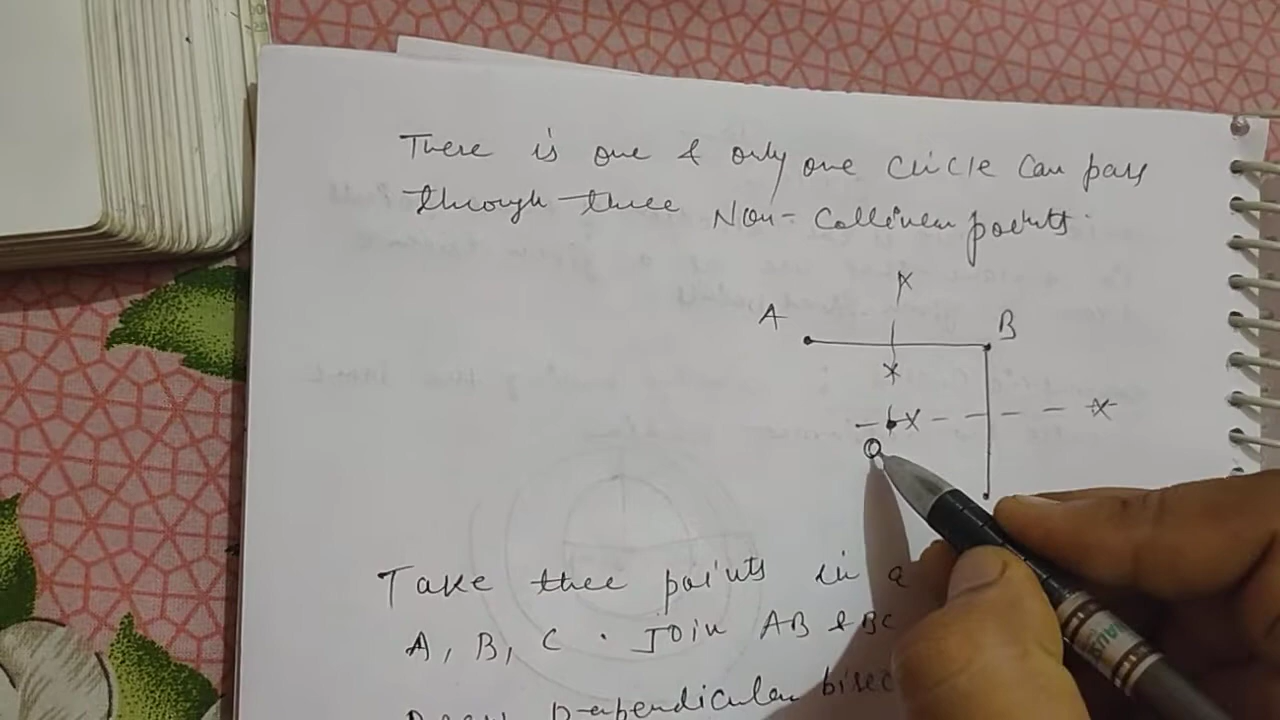 There is one & only one circle can pass
through three Non-Collinear points.
A
B
O
Take thee points in a
A, B, C . Join AB & BC
Draw perpendicular bisec